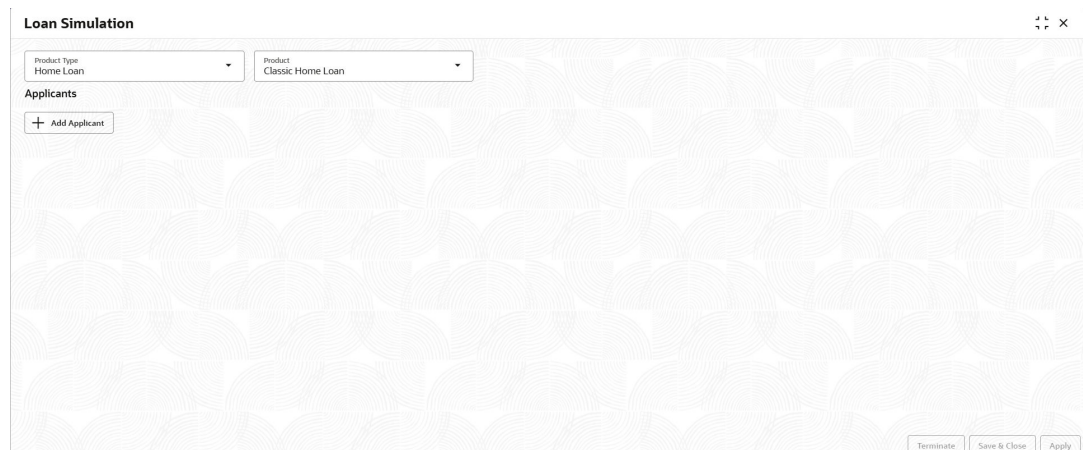 Loan Simulation
Product Type
Home Loan
Product
Classic Home Loan
Applicants
Add Applicant
Terminate
Save & Close
Apply